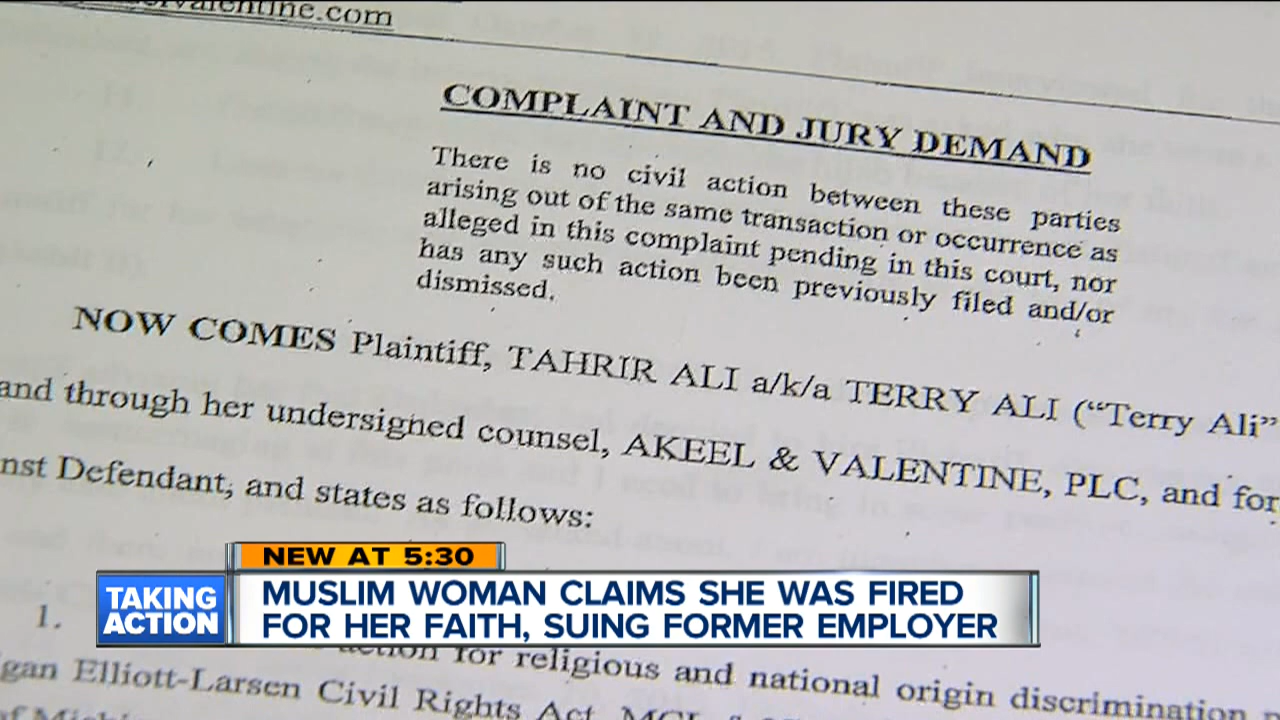 valentine.com
COMPLAINT AND JURY DEMAND
There is no civil action between these parties
arising out of the same transaction or occurrence as
alleged in this complaint pending in this court, nor
has any such action been previously filed and/or
dismissed.
NOW COMES Plaintiff, TAHRIR ALI a/k/a TERRY ALI (“Terry Ali”
and through her undersigned counsel, AKEEL & VALENTINE, PLC, and for
nst Defendant, and states as follows:
NEW AT 5:30
TAKING
ACTION
MUSLIM WOMAN CLAIMS SHE WAS FIRED
FOR HER FAITH, SUING FORMER EMPLOYER
1.
action for religious and national origin discrimination
igan Elliott-Larsen Civil Rights Act, MCL